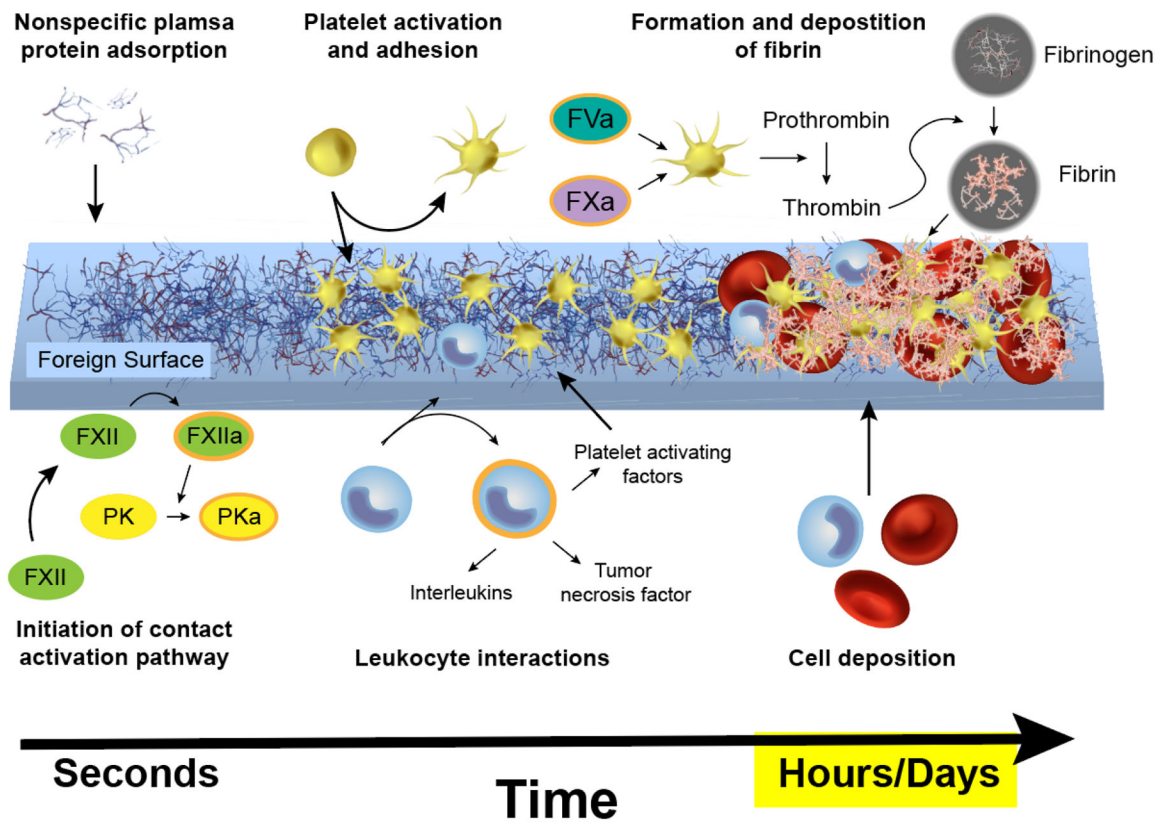 Nonspecific plamsa
protein adsorption
Platelet activation
and adhesion
Formation and depostition
of fibrin
Fibrinogen
FVa
Prothrombin
FXa
Fibrin
Thrombin
Foreign Surface
FXII
FXIIa
PK
PKa
FXII
Initiation of contact
activation pathway
Platelet activating
factors
Interleukins
Tumor
necrosis factor
Leukocyte interactions
Cell deposition
Seconds
Time
Hours/Days